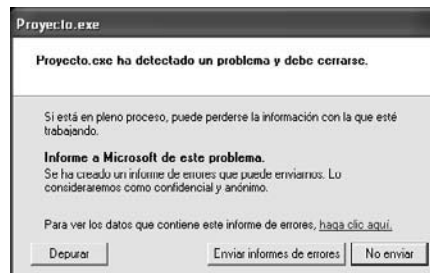 Proyecto.exe
Proyecto.exe ha detectado un problema y debe cerrarse.
Si está en pleno proceso, puede perderse la información con la que esté
trabajando.
Informe a Microsoft de este problema.
Se ha creado un informe de errores que puede enviarnos. Lo
consideraremos como confidencial y anónimo.
Para ver los datos que contiene este informe de errores, haga clic aquí.
Depurar
Enviar informes de errores
No enviar